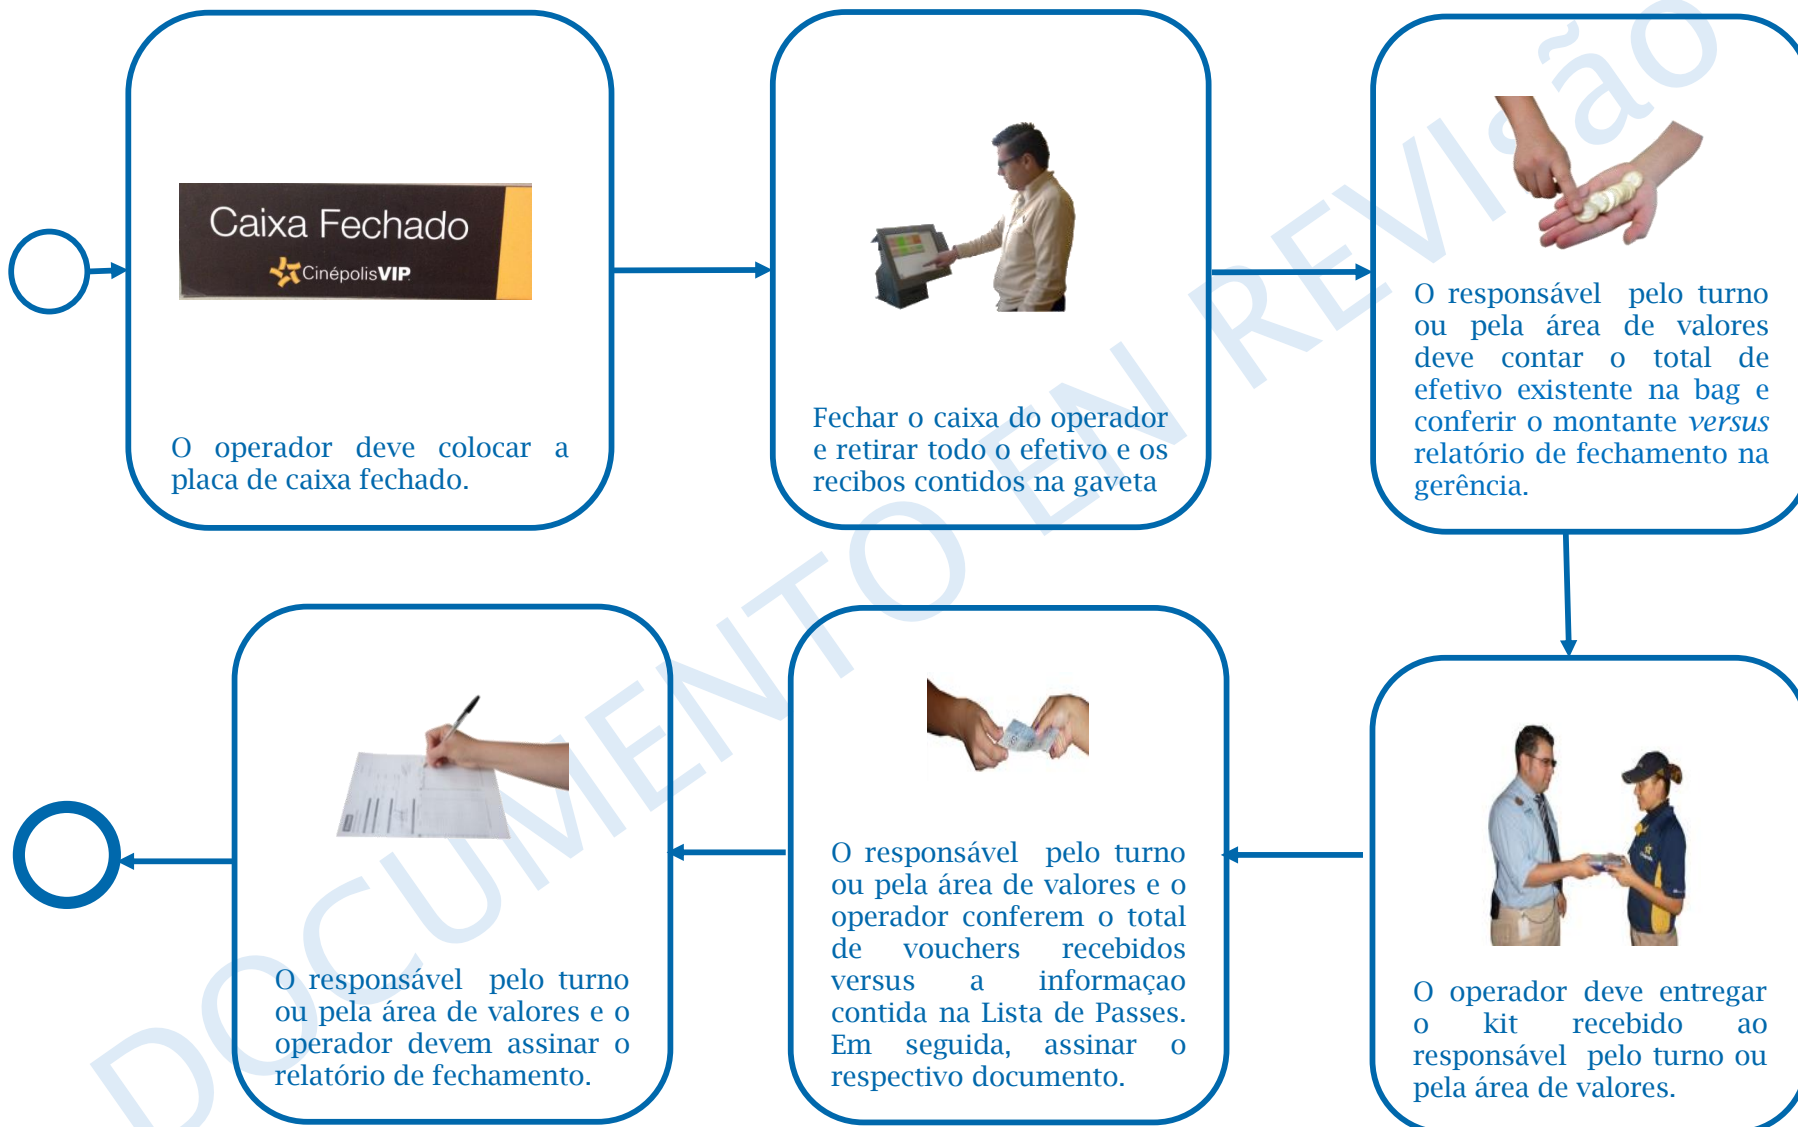 Caixa Fechado
CinépolisVIP
O operador deve colocar a
placa de caixa fechado.
Fechar o caixa do operador
e retirar todo o efetivo e os
recibos contidos na gaveta
O responsável pelo turno
ou pela área de valores
deve contar o total de
efetivo existente na bag e
conferir o montante versus
relatório de fechamento na
gerência.
O operador deve entregar
o kit recebido ao
responsável pelo turno ou
pela área de valores.
O responsável pelo turno
ou pela área de valores e o
operador conferem o total
de vouchers recebidos
versus a informaçao
contida na Lista de Passes.
Em seguida, assinar o
respectivo documento.
O responsável pelo turno
ou pela área de valores e o
operador devem assinar o
relatório de fechamento.
DOCUMENTO EN REVISão